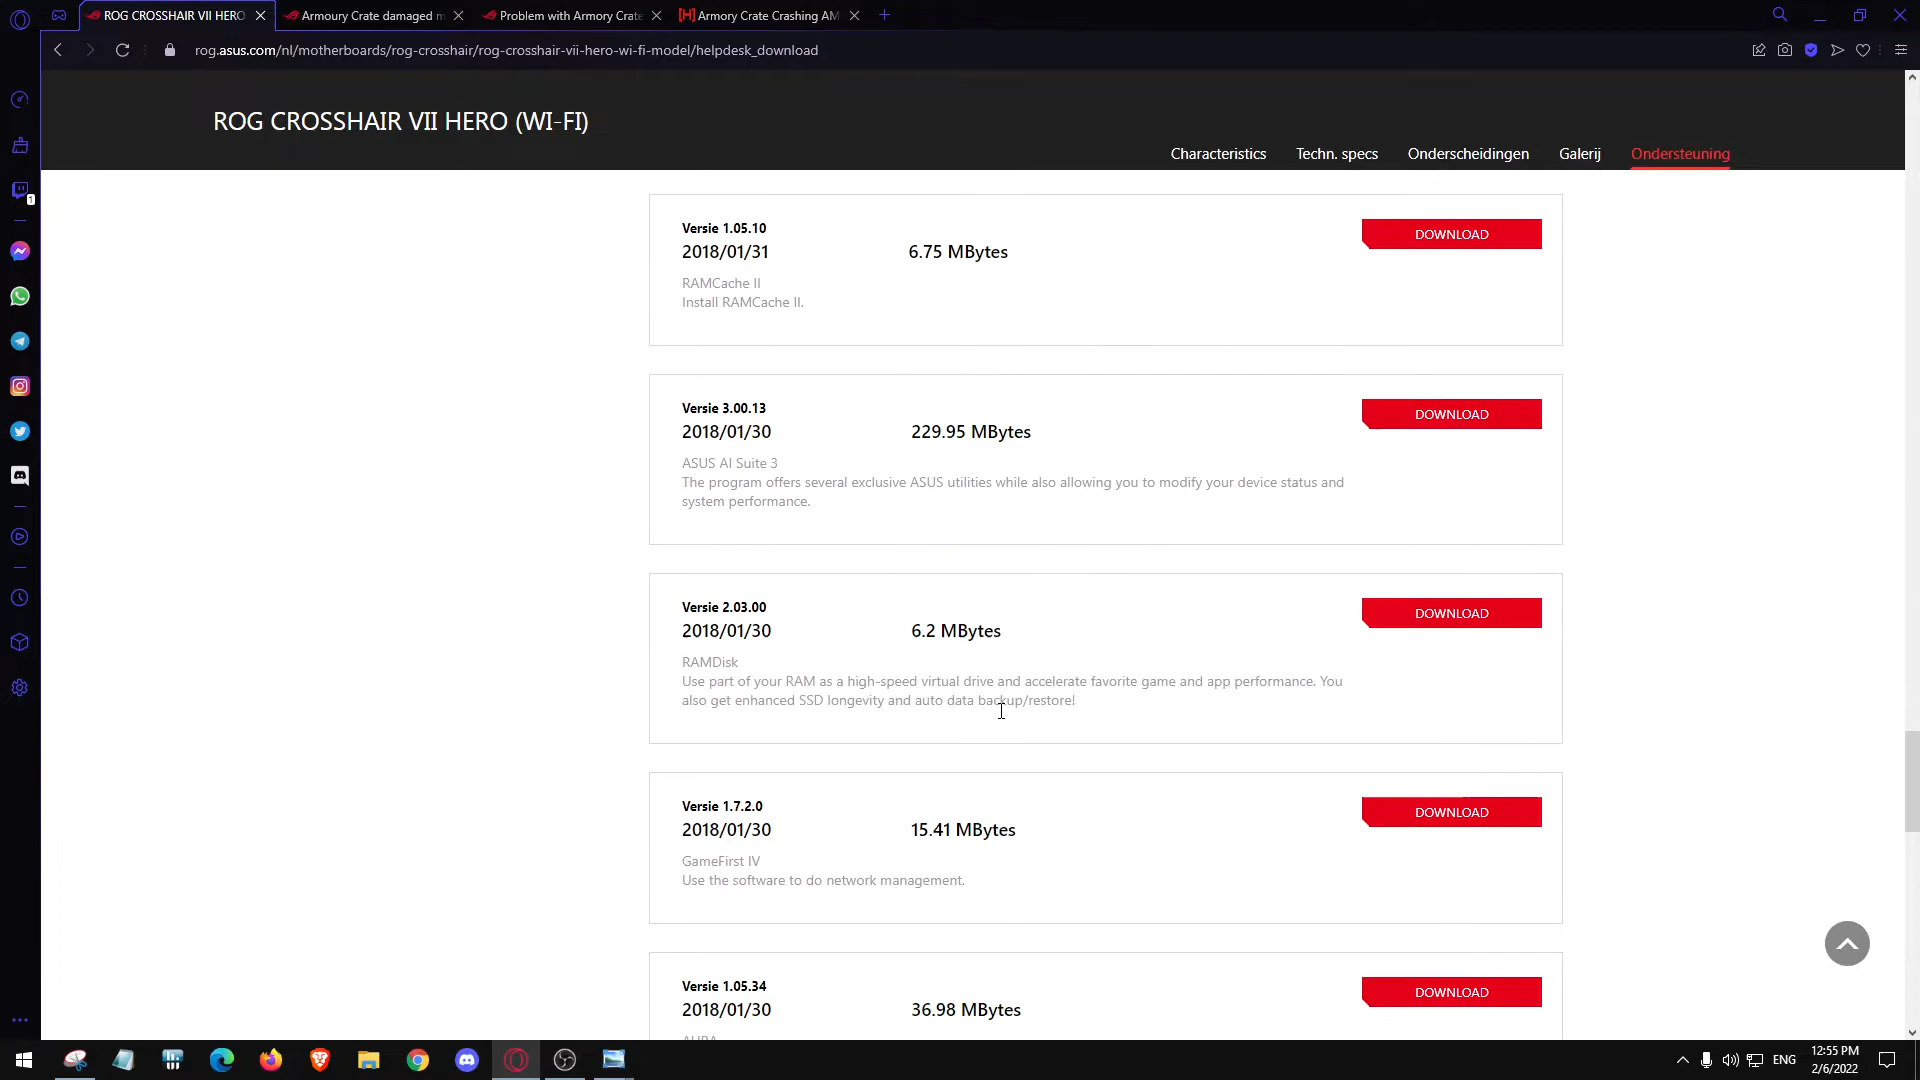 ROG CROSSHAIR VII HERO
Armoury Crate damaged m
Problem with Armory Crate
Armory Crate Crashing AM
rog.asus.com/nl/motherboards/rog-crosshair/rog-crosshair-vii-hero-wi-fi-model/helpdesk_download
ROG CROSSHAIR VII HERO (WI-FI)
Characteristics Techn. specs Onderscheidingen Galerij Ondersteuning
1
Versie 1.05.10
DOWNLOAD
2018/01/31 6.75 MBytes
RAMCache II
Install RAMCache II.
Versie 3.00.13
DOWNLOAD
2018/01/30 229.95 MBytes
ASUS AI Suite 3
The program offers several exclusive ASUS utilities while also allowing you to modify your device status and
system performance.
Versie 2.03.00
DOWNLOAD
2018/01/30 6.2 MBytes
RAMDisk
Use part of your RAM as a high-speed virtual drive and accelerate favorite game and app performance. You
also get enhanced SSD longevity and auto data backup/restore!
Versie 1.7.2.0
DOWNLOAD
2018/01/30 15.41 MBytes
GameFirst IV
Use the software to do network management.
Versie 1.05.34
DOWNLOAD
2018/01/30 36.98 MBytes
AURA
ENG
12:55 PM
2/6/2022